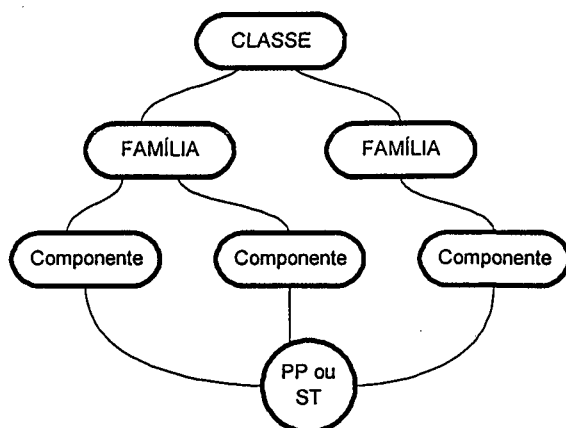 CLASSE
FAMÍLIA
FAMÍLIA
Componente
Componente
Componente
PP ou
ST